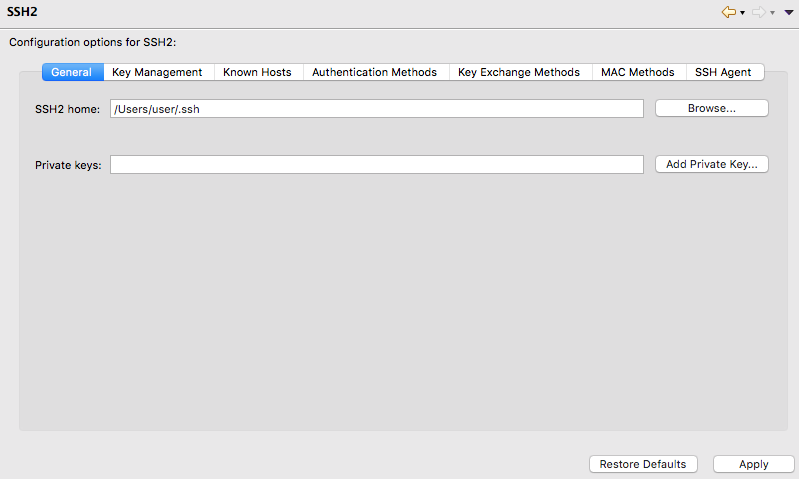 SSH2
Configuration options for SSH2:
General Key Management Known Hosts Authentication Methods Key Exchange Methods MAC Methods SSH Agent
SSH2 home: /Users/user/.ssh Browse...
Private keys: Add Private Key...
Restore Defaults Apply